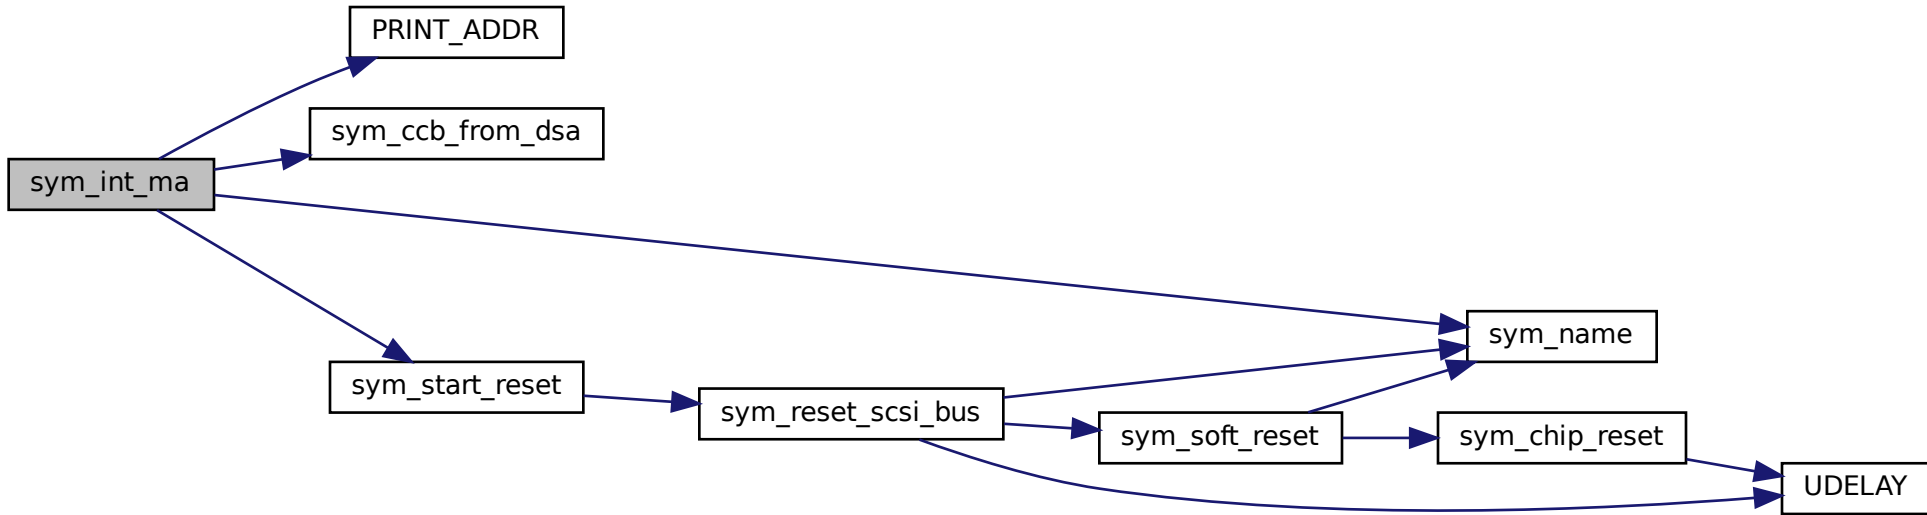 PRINT_ADDR
sym_ccb_from_dsa
sym_int_ma
sym_name
sym_start_reset
sym_reset_scsi_bus
sym_soft_reset
sym_chip_reset
UDELAY